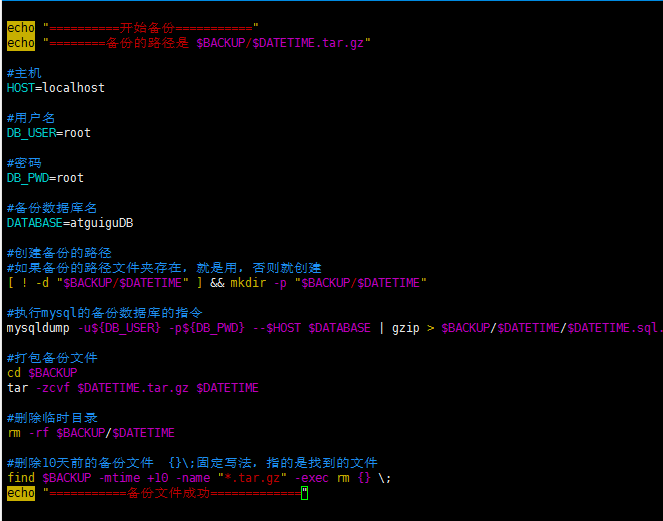 echo "==========开始备份==========="
echo "========备份的路径是 $BACKUP/$DATETIME.tar.gz"
#主机
HOST=localhost
#用户名
DB_USER=root
#密码
DB_PWD=root
#备份数据库名
DATABASE=atguiguDB
#创建备份的路径
#如果备份的路径文件夹存在, 就是用, 否则就创建
[ ! -d "$BACKUP/$DATETIME" ] && mkdir -p "$BACKUP/$DATETIME"
#执行mysql的备份数据库的指令
mysqldump -u${DB_USER} -p${DB_PWD} --$HOST $DATABASE | gzip > $BACKUP/$DATETIME/$DATETIME.sql.
#打包备份文件
cd $BACKUP
tar -zcvf $DATETIME.tar.gz $DATETIME
#删除临时目录
rm -rf $BACKUP/$DATETIME
#删除10天前的备份文件  {}\;固定写法, 指的是找到的文件
find $BACKUP -mtime +10 -name "*.tar.gz" -exec rm {} \;
echo "===========备份文件成功============="